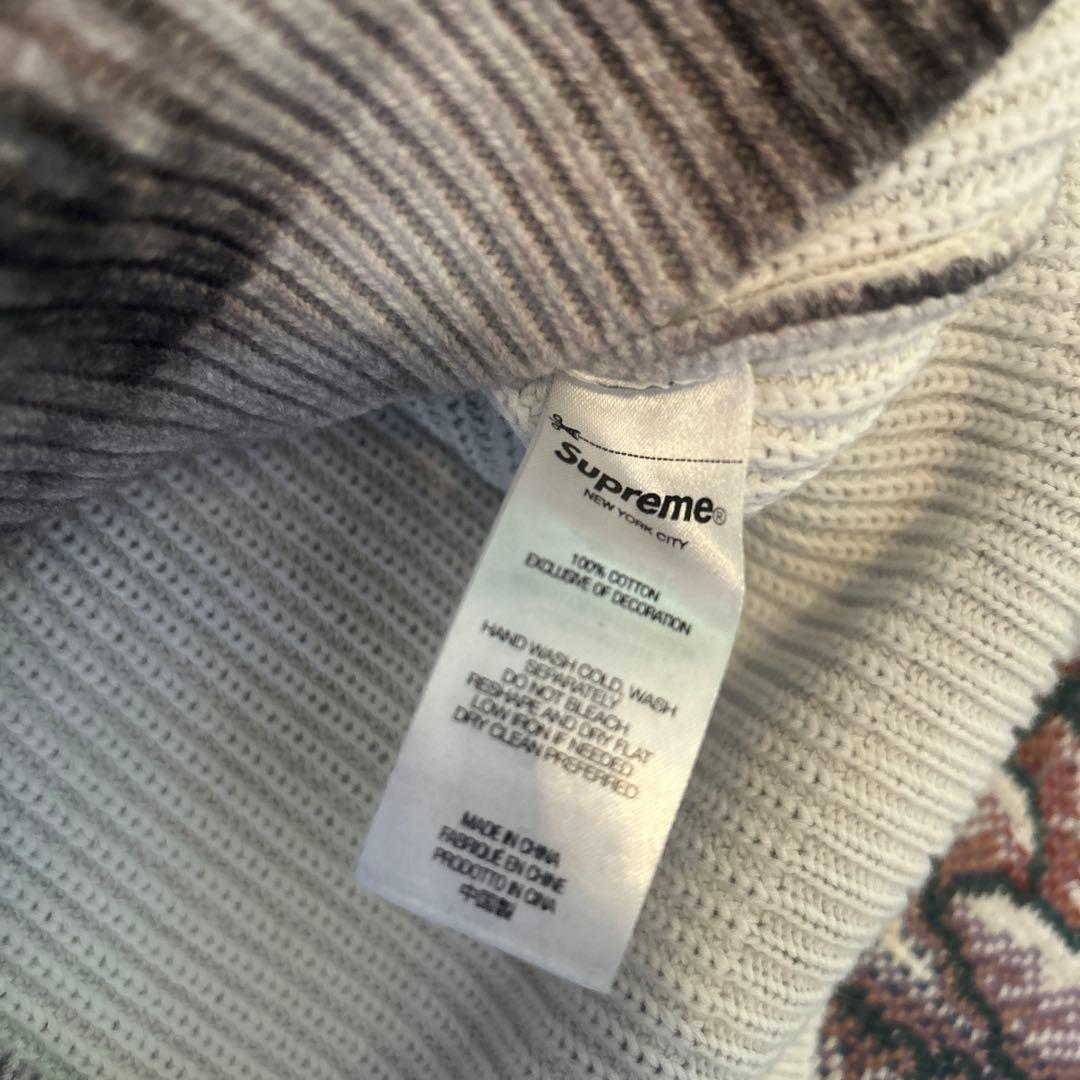 Supreme®
NEW YORK CITY
100% COTTON
EXCLUSIVE OF DECORATION
HAND WASH COLD, WASH
SEPARATELY
DO NOT BLEACH
RESHAPE AND DRY FLAT
LOW IRON IF NEEDED
DRY CLEAN PREFERRED
MADE IN CHINA
FABRIQUE EN CHINE
PRODOTTO IN CINA
中国製